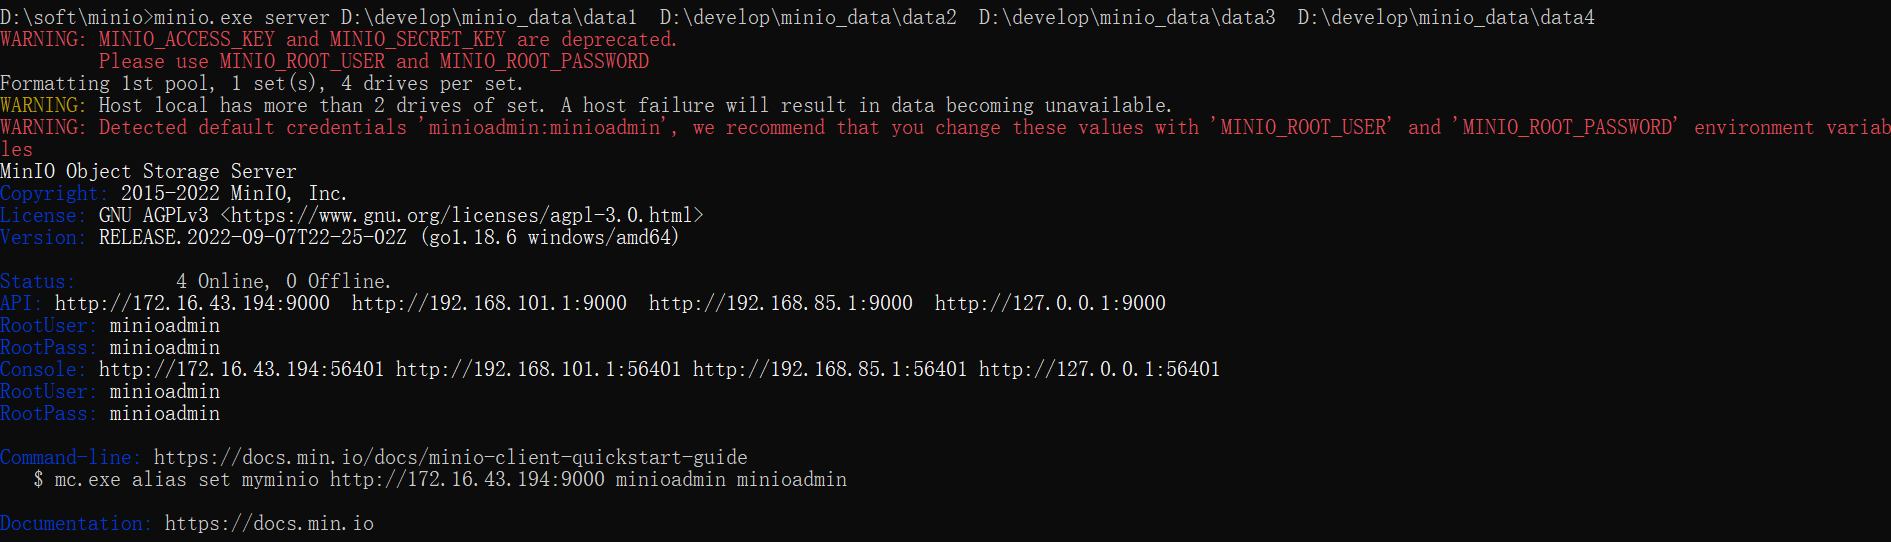 D:\soft\minio>minio.exe server D:\develop\minio_data\data1  D:\develop\minio_data\data2  D:\develop\minio_data\data3  D:\develop\minio_data\data4
WARNING: MINIO_ACCESS_KEY and MINIO_SECRET_KEY are deprecated.
         Please use MINIO_ROOT_USER and MINIO_ROOT_PASSWORD
Formatting 1st pool, 1 set(s), 4 drives per set.
WARNING: Host local has more than 2 drives of set. A host failure will result in data becoming unavailable.
WARNING: Detected default credentials 'minioadmin:minioadmin', we recommend that you change these values with 'MINIO_ROOT_USER' and 'MINIO_ROOT_PASSWORD' environment variab
les
MinIO Object Storage Server
Copyright: 2015-2022 MinIO, Inc.
License: GNU AGPLv3 <https://www.gnu.org/licenses/agpl-3.0.html>
Version: RELEASE.2022-09-07T22-25-02Z (go1.18.6 windows/amd64)

Status:         4 Online, 0 Offline.
API: http://172.16.43.194:9000  http://192.168.101.1:9000  http://192.168.85.1:9000  http://127.0.0.1:9000
RootUser: minioadmin
RootPass: minioadmin
Console: http://172.16.43.194:56401 http://192.168.101.1:56401 http://192.168.85.1:56401 http://127.0.0.1:56401
RootUser: minioadmin
RootPass: minioadmin

Command-line: https://docs.min.io/docs/minio-client-quickstart-guide
   $ mc.exe alias set myminio http://172.16.43.194:9000 minioadmin minioadmin

Documentation: https://docs.min.io